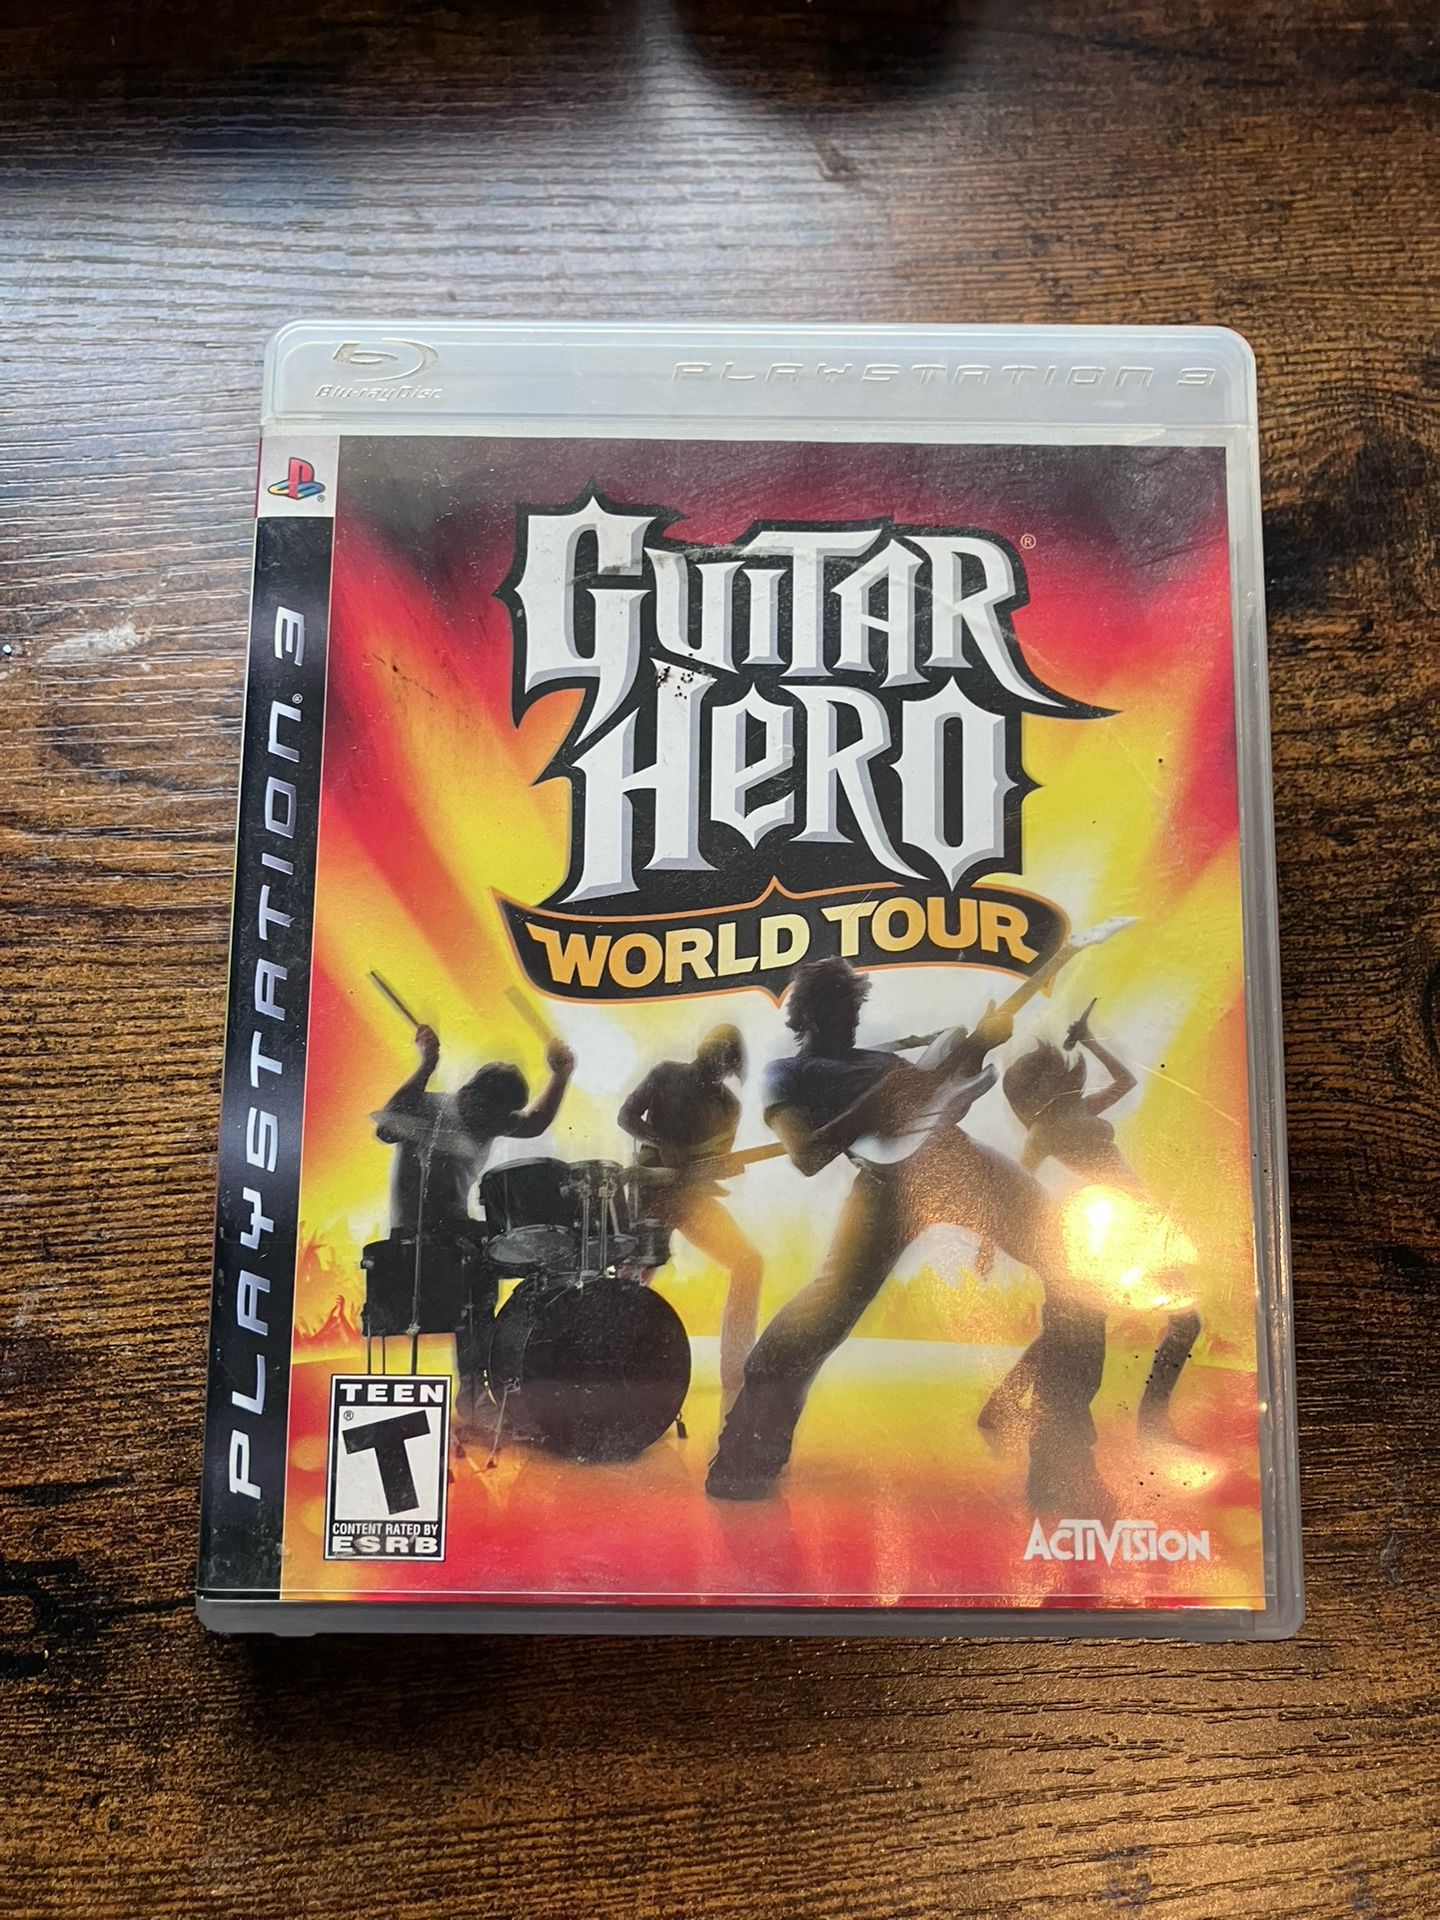 Blu-ray Disc
PLAYSTATION 3
PLAYSTATION® 3
GUITAR®
HERO
WORLD TOUR
TEEN
T®
CONTENT RATED BY
ESRB
ACTIVISION®